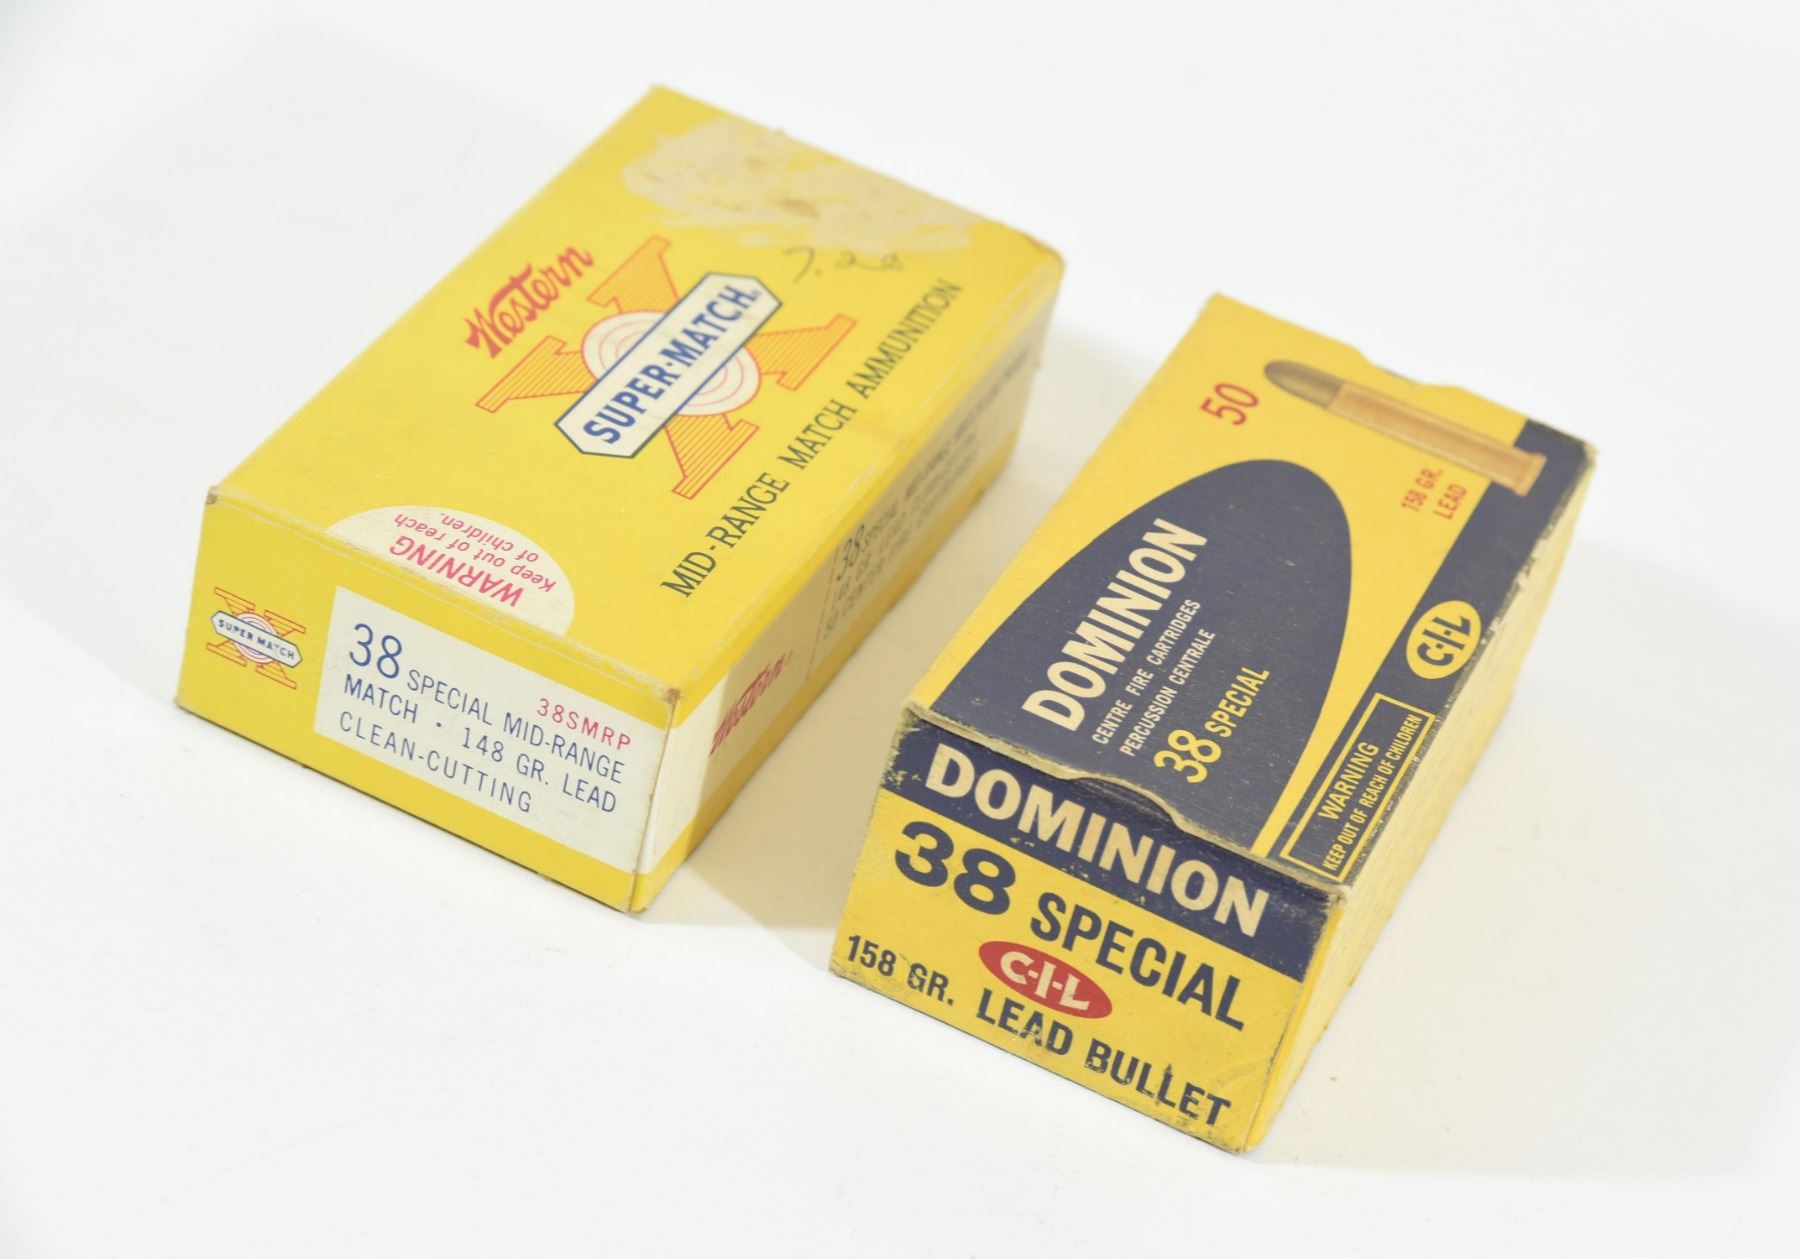 Western
SUPER-MATCH
MID-RANGE MATCH AMMUNITION
WARNING
Keep out of reach
of children.
SUPER MATCH
38 SPECIAL MID-RANGE
38SMRP
MATCH · 148 GR. LEAD
CLEAN-CUTTING
Western
38
50
158 GR.
LEAD
DOMINION
CENTRE FIRE CARTRIDGES
PERCUSSION CENTRALE
38 SPECIAL
C-I-L
WARNING
KEEP OUT OF REACH OF CHILDREN
DOMINION
38 SPECIAL
C-I-L
158 GR. LEAD BULLET